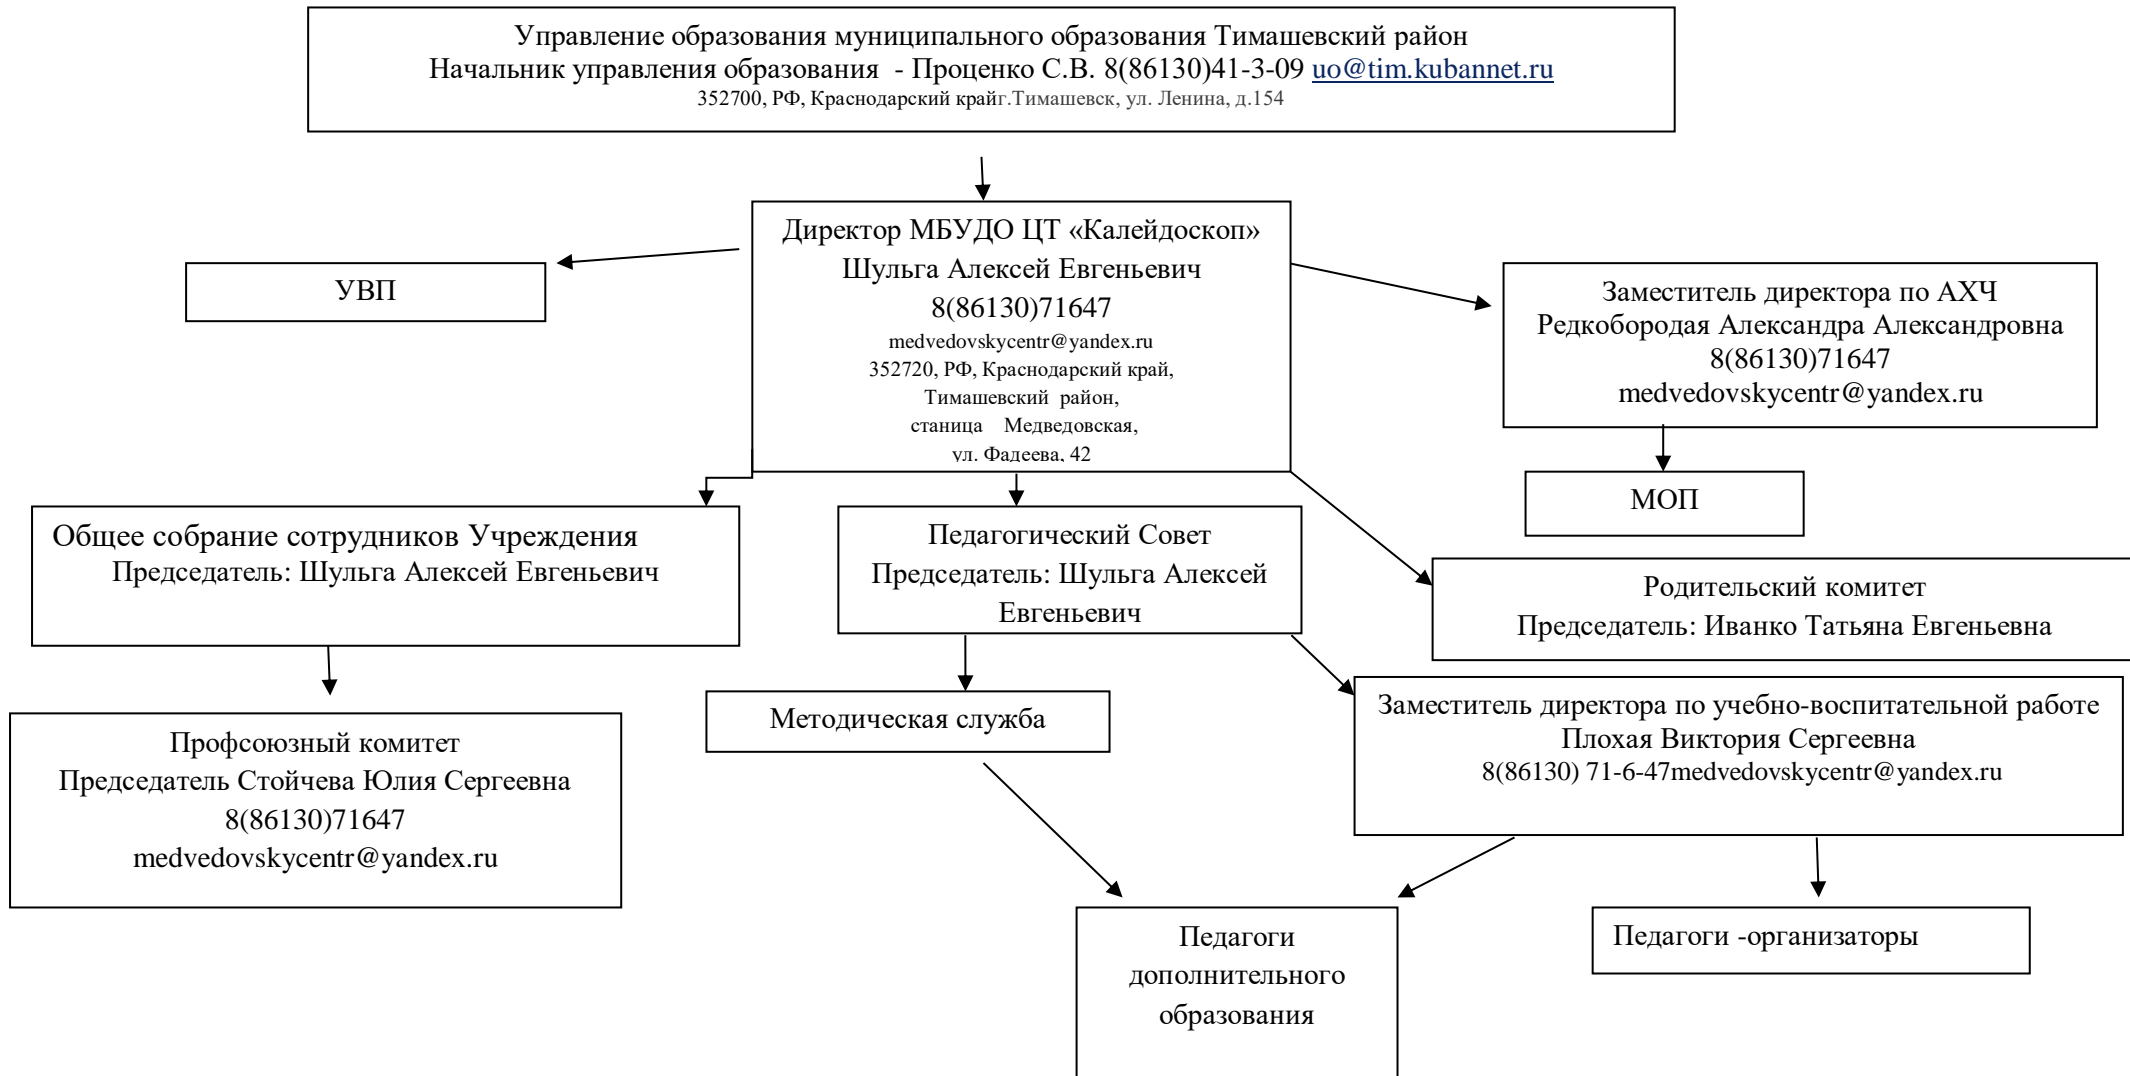 Управление образования муниципального образования Тимашевский район
Начальник управления образования - Проценко С.В. 8(86130)41-3-09 uo@tim.kubannet.ru
352700, РФ, Краснодарский крайг.Тимашевск, ул. Ленина, д.154
Директор МБУДО ЦТ «Калейдоскоп»
Шульга Алексей Евгеньевич
8(86130)71647
medvedovskycentr@yandex.ru
352720, РФ, Краснодарский край,
Тимашевский район,
станица Медведовская,
ул. Фадеева, 42
УВП
Заместитель директора по АХЧ
Редкобородая Александра Александровна
8(86130)71647
medvedovskycentr@yandex.ru
МОП
Общее собрание сотрудников Учреждения
Председатель: Шульга Алексей Евгеньевич
Педагогический Совет
Председатель: Шульга Алексей
Евгеньевич
Родительский комитет
Председатель: Иванко Татьяна Евгеньевна
Методическая служба
Заместитель директора по учебно-воспитательной работе
Плохая Виктория Сергеевна
8(86130) 71-6-47medvedovskycentr@yandex.ru
Профсоюзный комитет
Председатель Стойчева Юлия Сергеевна
8(86130)71647
medvedovskycentr@yandex.ru
Педагоги
дополнительного
образования
Педагоги -организаторы